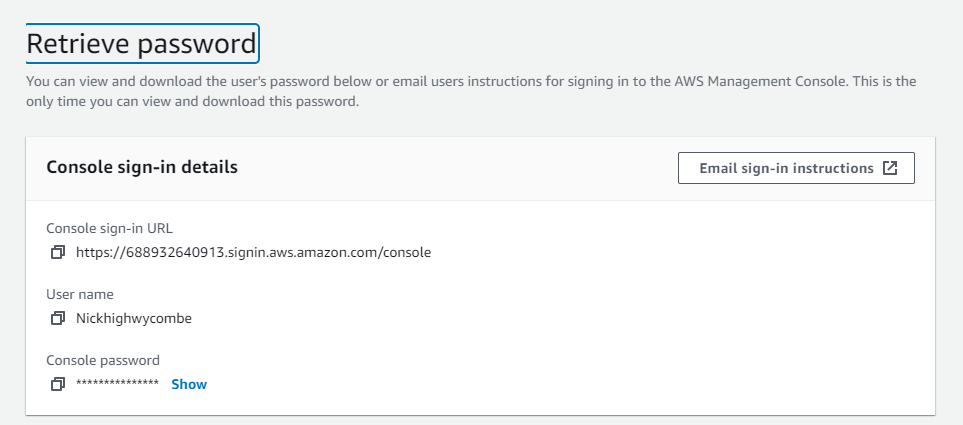 Retrieve password
You can view and download the user's password below or email users instructions for signing in to the AWS Management Console. This is the
only time you can view and download this password.
Console sign-in details
Email sign-in instructions
Console sign-in URL
https://688932640913.signin.aws.amazon.com/console
User name
Nickhighwycombe
Console password
*************** Show